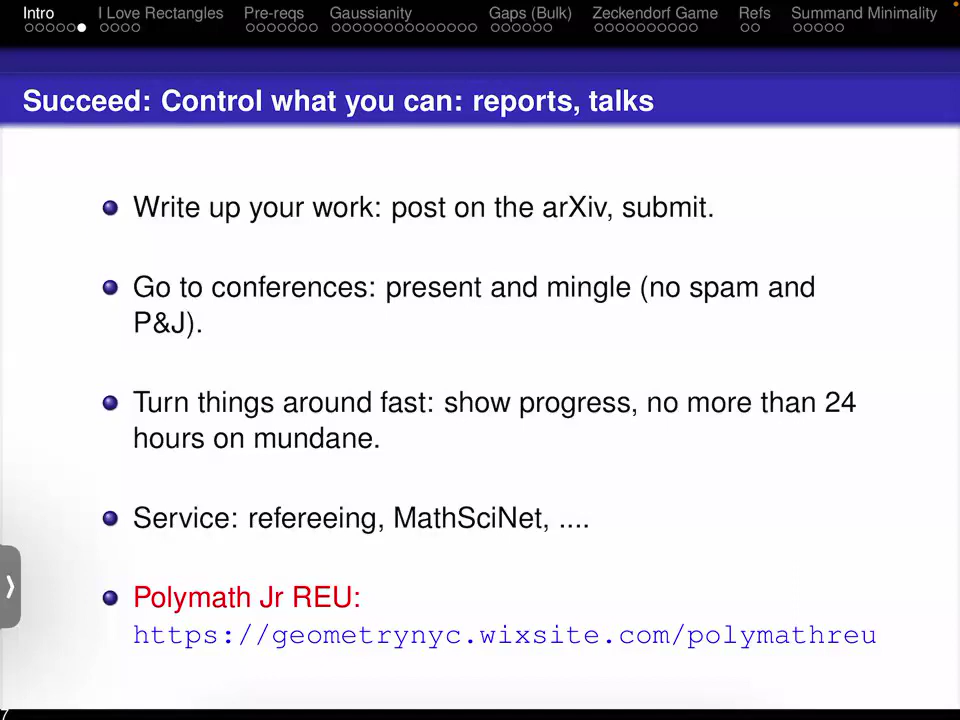 Intro I Love Rectangles Pre-reqs Gaussianity Gaps (Bulk) Zeckendorf Game Refs Summand Minimality
Succeed: Control what you can: reports, talks
Write up your work: post on the arXiv, submit.
Go to conferences: present and mingle (no spam and
P&J).
Turn things around fast: show progress, no more than 24
hours on mundane.
Service: refereeing, MathSciNet, ....
Polymath Jr REU:
https://geometrynyc.wixsite.com/polymathreu
7